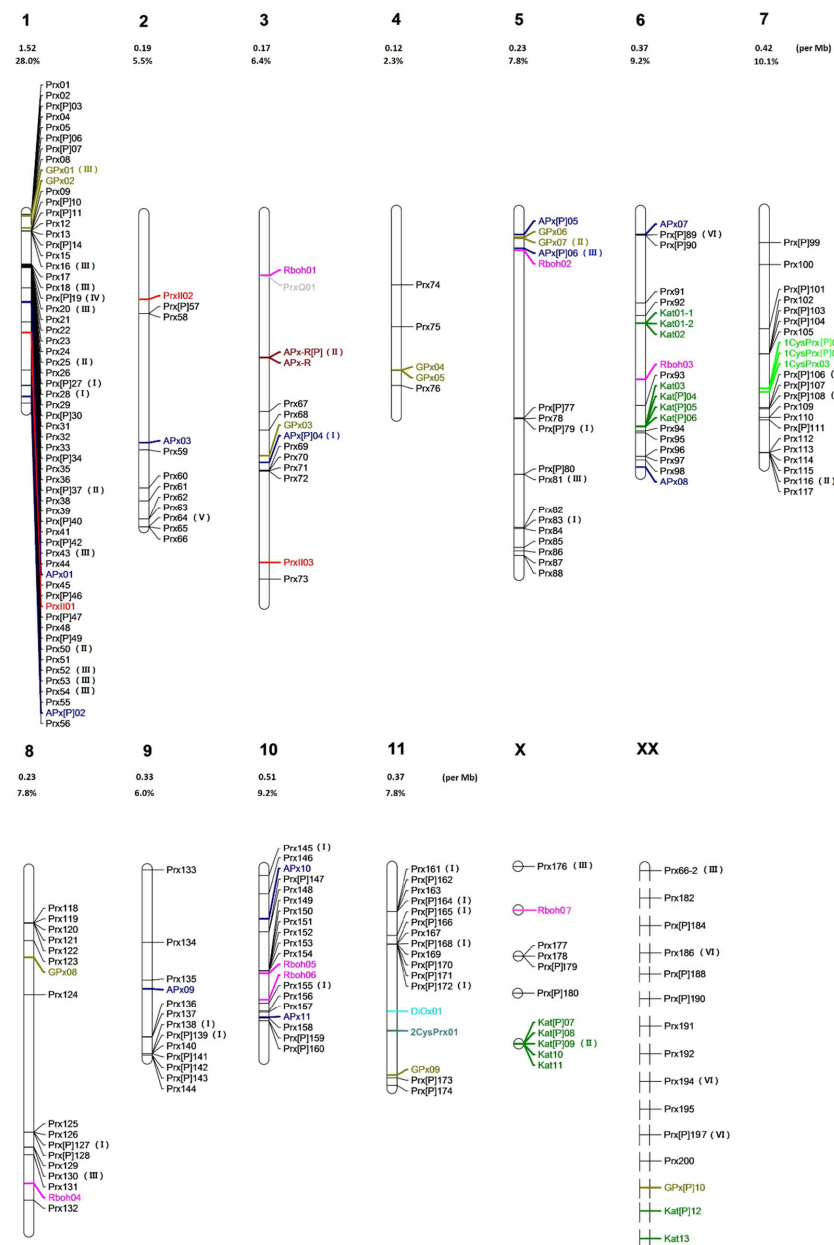 1 2 3 4 5 6 7
1.52 0.19 0.17 0.12 0.23 0.37 0.42 (per Mb)
28.0% 5.5% 6.4% 2.3% 7.8% 9.2% 10.1%
Prx01
Prx02
Prx[P]03
Prx04
Prx05
Prx[P]06
Prx[P]07
Prx08
GPx01 (III)
GPx02
Prx09
Prx[P]10
Prx[P]11
Prx12
Prx13
Prx[P]14
Prx15
Prx16 (III)
Prx17
Prx18 (III)
Prx[P]19 (IV)
Prx20 (III)
Prx21
Prx22
Prx23
Prx24
Prx25 (II)
Prx26
Prx[P]27 (I)
Prx28 (I)
Prx29
Prx[P]30
Prx31
Prx32
Prx33
Prx[P]34
Prx35
Prx36
Prx[P]37 (II)
Prx38
Prx39
Prx[P]40
Prx41
Prx[P]42
Prx43 (III)
Prx44
APx01
Prx45
Prx[P]46
PrxII01
Prx[P]47
Prx48
Prx[P]49
Prx50 (II)
Prx51
Prx52 (III)
Prx53 (III)
Prx54 (III)
Prx55
APx[P]02
Prx56
PrxII02
Prx[P]57
Prx58
APx03
Prx59
Prx60
Prx61
Prx62
Prx63
Prx64 (V)
Prx65
Prx66
Rboh01
PrxQ01
APx-R[P] (II)
APx-R
Prx67
Prx68
GPx03
APx[P]04 (I)
Prx69
Prx70
Prx71
Prx72
PrxII03
Prx73
Prx74
Prx75
GPx04
GPx05
Prx76
APx[P]05
GPx06
GPx07 (II)
APx[P]06 (III)
Rboh02
Prx[P]77
Prx78
Prx[P]79 (I)
Prx[P]80
Prx81 (III)
Prx82
Prx83 (I)
Prx84
Prx85
Prx86
Prx87
Prx88
APx07
Prx[P]89 (VI)
Prx[P]90
Prx91
Prx92
Kat01-1
Kat01-2
Kat02
Rboh03
Prx93
Kat03
Kat[P]04
Kat[P]05
Kat[P]06
Prx94
Prx95
Prx96
Prx97
Prx98
APx08
Prx[P]99
Prx100
Prx[P]101
Prx102
Prx[P]103
Prx[P]104
Prx105
1CysPrx[P]
1CysPrx[P]
1CysPrx03
Prx[P]106
Prx[P]107
Prx[P]108
Prx109
Prx110
Prx[P]111
Prx112
Prx113
Prx114
Prx115
Prx116 (II
Prx117
8 9 10 11 X XX
0.23 0.33 0.51 0.37 (per Mb)
7.8% 6.0% 9.2% 7.8%
Prx118
Prx119
Prx120
Prx121
Prx122
Prx123
GPx08
Prx124
Prx125
Prx126
Prx[P]127 (I)
Prx[P]128
Prx129
Prx130 (III)
Prx131
Rboh04
Prx132
Prx133
Prx134
Prx135
APx09
Prx136
Prx137
Prx138 (I)
Prx[P]139 (I)
Prx140
Prx[P]141
Prx[P]142
Prx[P]143
Prx144
Prx145 (I)
Prx146
APx10
Prx[P]147
Prx148
Prx149
Prx150
Prx151
Prx152
Prx153
Prx154
Rboh05
Rboh06
Prx155 (I)
Prx156
Prx157
APx11
Prx158
Prx[P]159
Prx[P]160
Prx161 (I)
Prx[P]162
Prx163
Prx[P]164 (I)
Prx[P]165 (I)
Prx[P]166
Prx167
Prx[P]168 (I)
Prx169
Prx[P]170
Prx[P]171
Prx[P]172 (I)
DiOx01
2CysPrx01
GPx09
Prx[P]173
Prx[P]174
Prx176 (III)
Rboh07
Prx177
Prx178
Prx[P]179
Prx[P]180
Kat[P]07
Kat[P]08
Kat[P]09 (II)
Kat10
Kat11
Prx66-2 (III)
Prx182
Prx[P]184
Prx186 (VI)
Prx[P]188
Prx[P]190
Prx191
Prx192
Prx194 (VI)
Prx195
Prx[P]197 (VI)
Prx200
GPx[P]10
Kat[P]12
Kat13